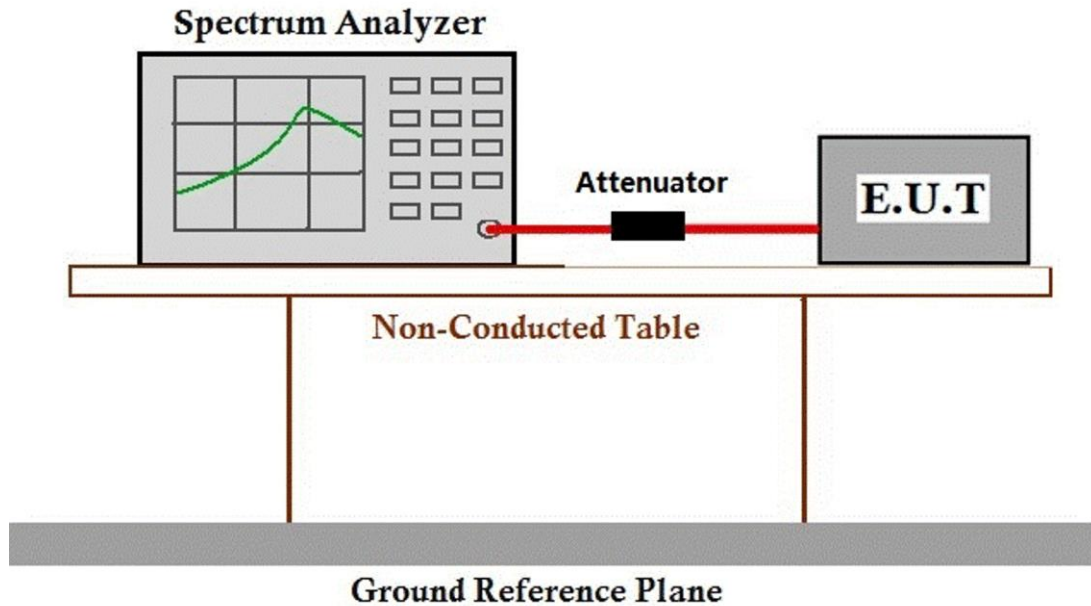 Spectrum Analyzer
Attenuator
E.U.T
Non-Conducted Table
Ground Reference Plane